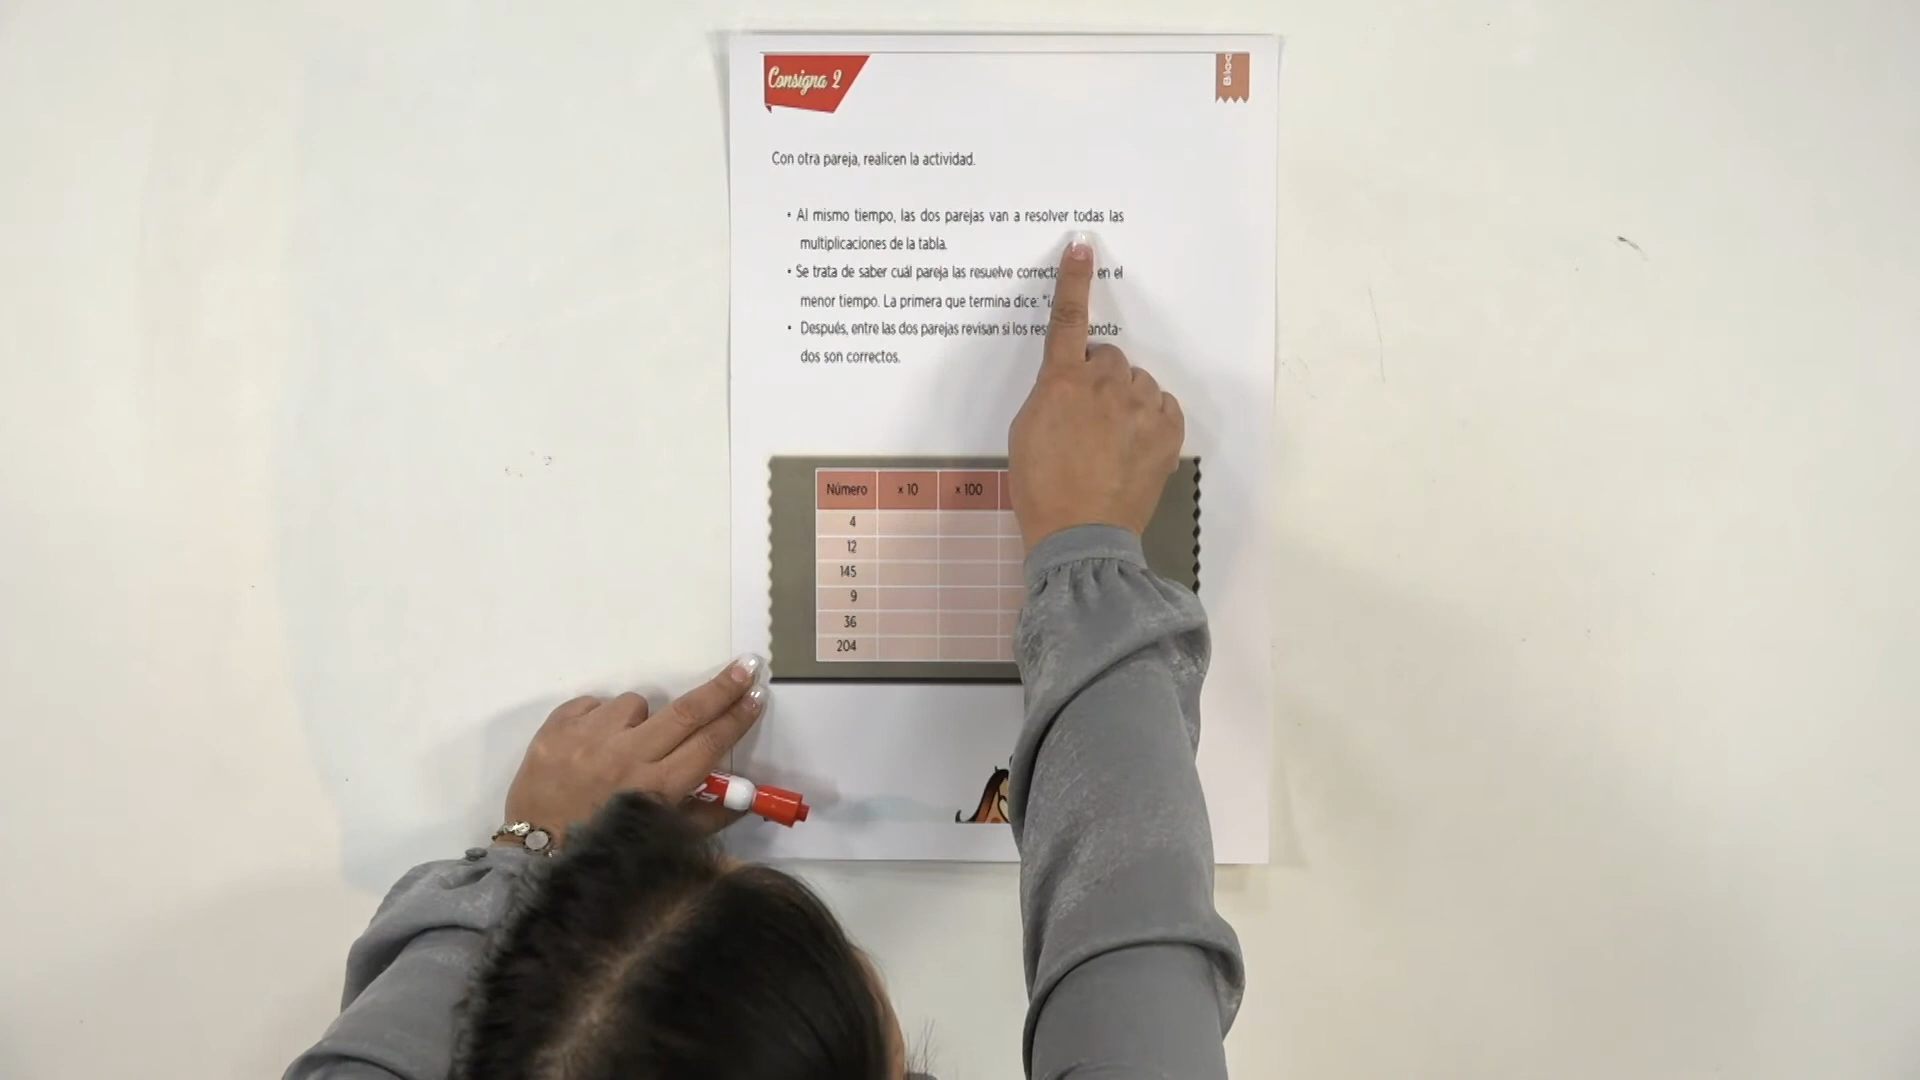 Consigna 2
Con otra pareja, realicen la actividad.
• Al mismo tiempo, las dos parejas van a resolver todas las
multiplicaciones de la tabla.
• Se trata de saber cuál pareja las resuelve en el
menor tiempo. La primera que termina dice:
• Después, entre las dos parejas revisan si los anota-
dos son correctos.
Número x 10 x 100
4
12
145
9
36
204